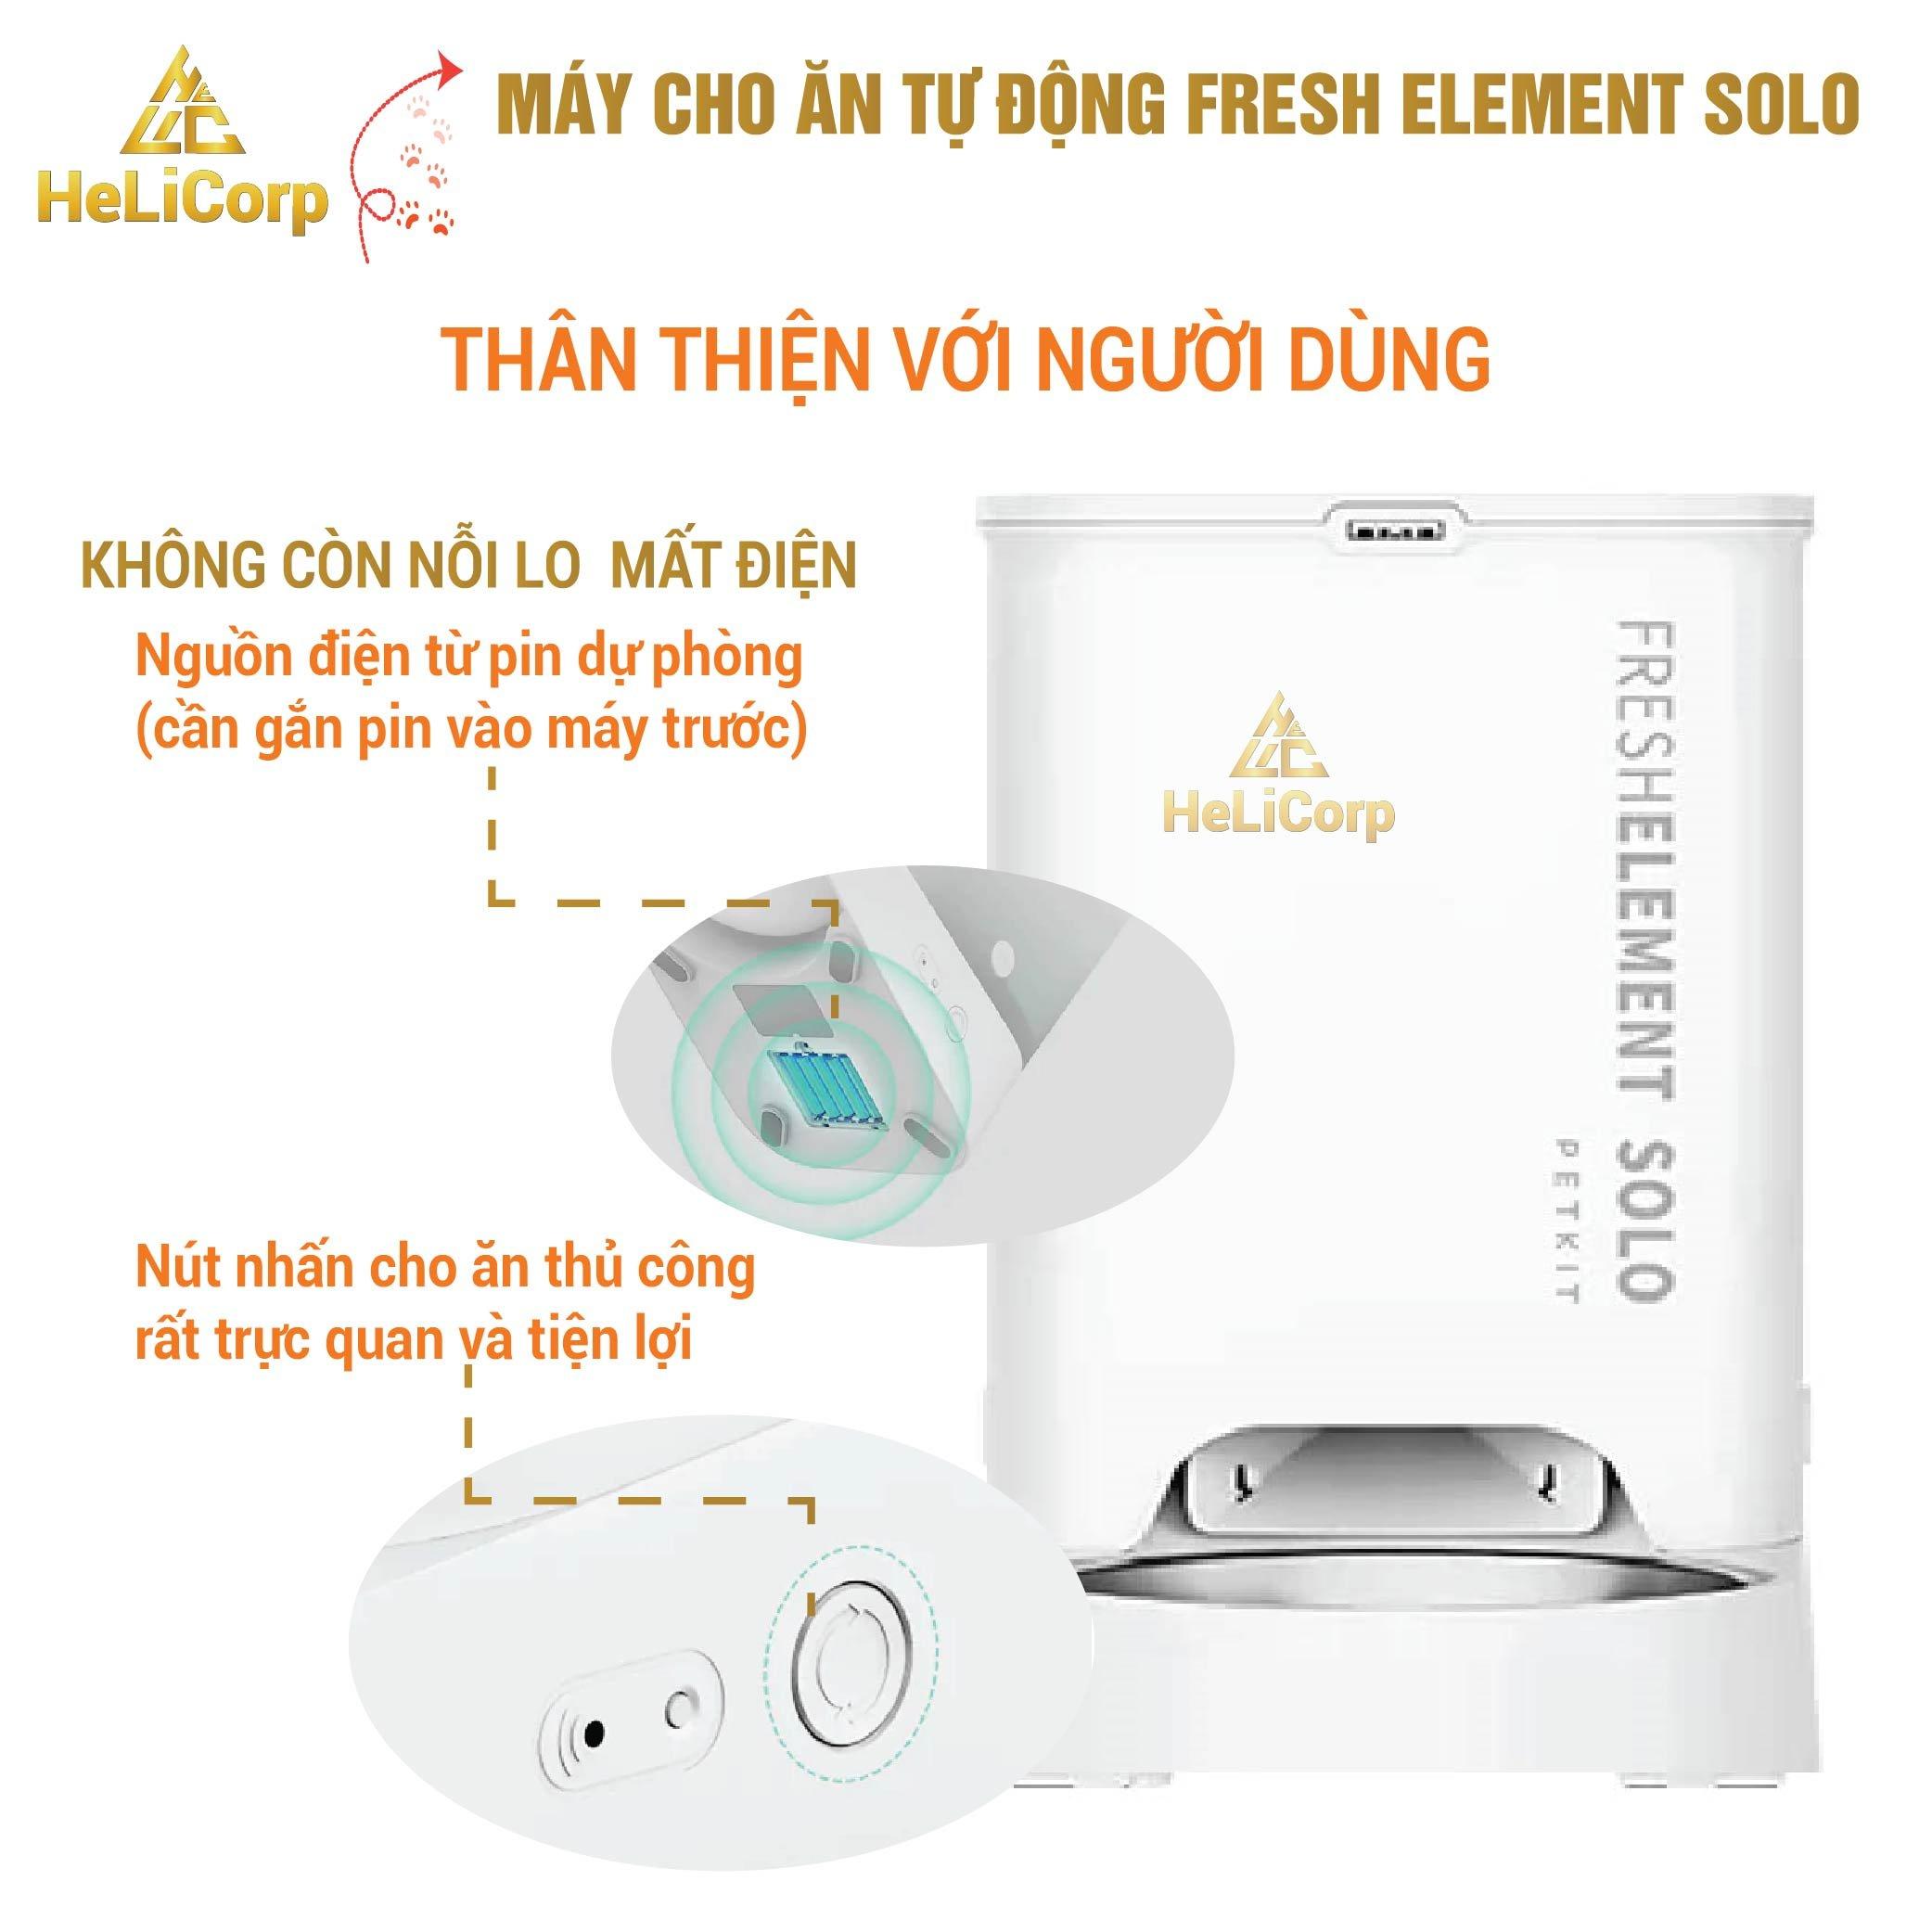 HeLiCorp
MÁY CHO ĂN TỰ ĐỘNG FRESH ELEMENT SOLO
THÂN THIỆN VỚI NGƯỜI DÙNG
KHÔNG CÒN NỖI LO MẤT ĐIỆN
Nguồn điện từ pin dự phòng
(cần gắn pin vào máy trước)
HeLiCorp
FRESHELEMENT SOLO
PETKIT
Nút nhấn cho ăn thủ công
rất trực quan và tiện lợi